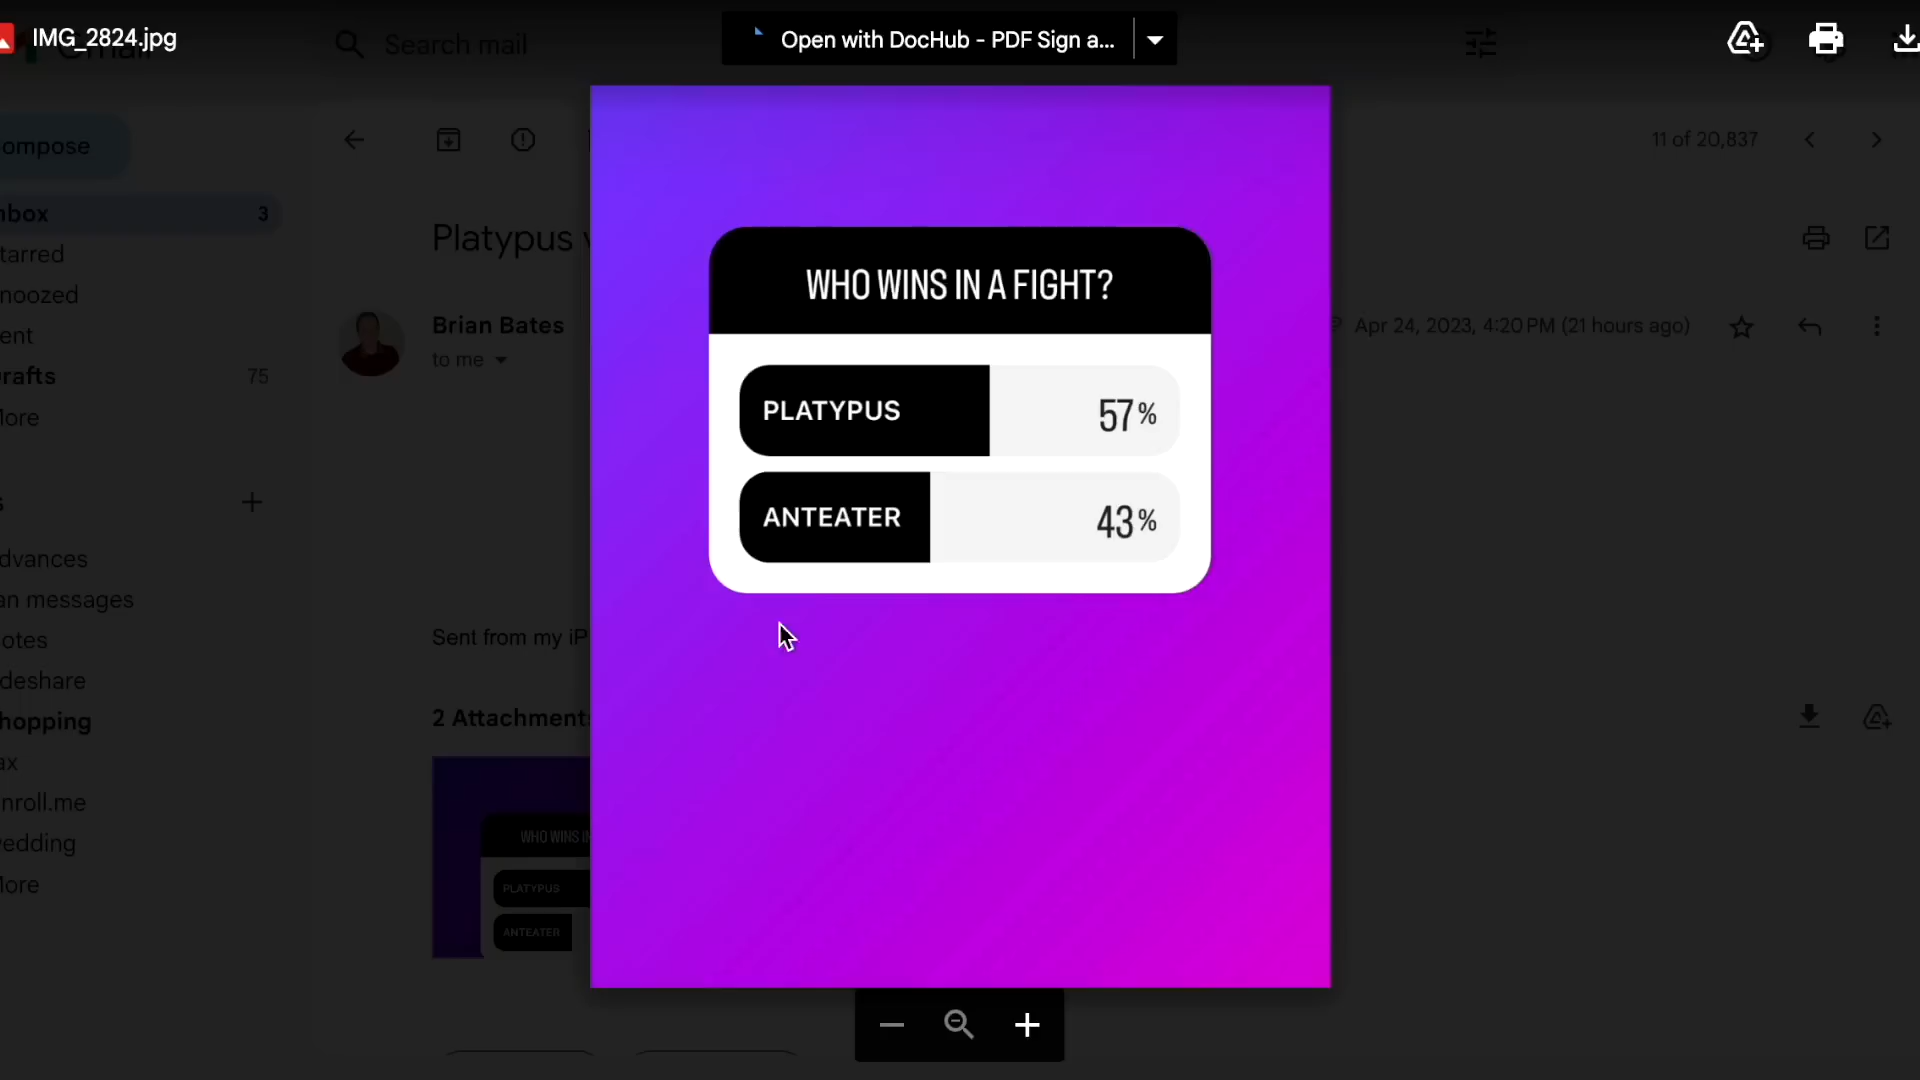 IMG_2824.jpg
Search mail
Open with DocHub - PDF Sign a...
ompose
11 of 20,837
nbox 3
Platypus
tarred
noozed
WHO WINS IN A FIGHT?
Brian Bates
Apr 24, 2023, 4:20 PM (21 hours ago)
ent
to me
rafts 75
PLATYPUS 57%
ore
ANTEATER 43%
dvances
an messages
otes
Sent from my iP
deshare
2 Attachment
hopping
ax
nroll.me
edding
WHO WINS IN
ore
PLATYPUS
ANTEATER